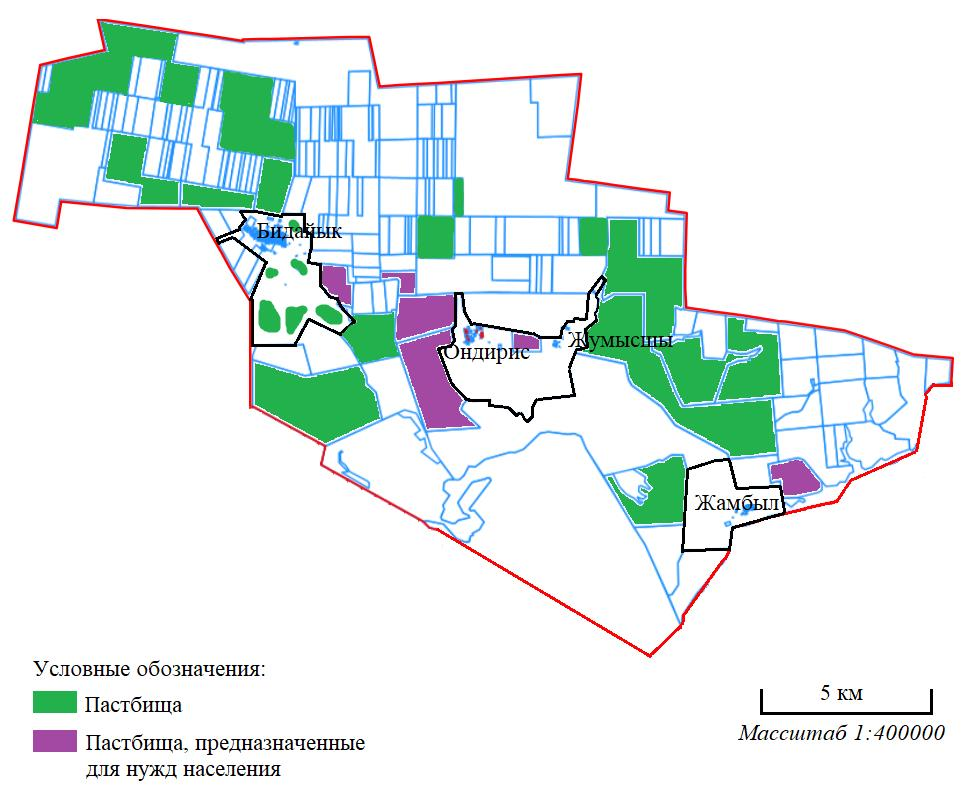 Бидайык
Ондирис
Жумысшы
Жамбыл
Условные обозначения:
Пастбища
Пастбища, предназначенные
для нужд населения
5 км
Масштаб 1:400000